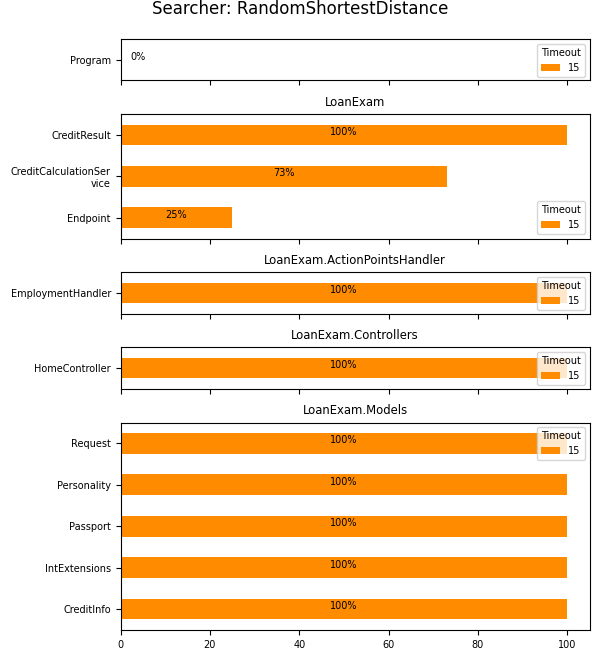 Searcher: RandomShortestDistance
Program
0%
Timeout
15
LoanExam
CreditResult
100%
CreditCalculationSer
vice
73%
Endpoint
25%
Timeout
15
LoanExam.ActionPointsHandler
EmploymentHandler
100%
Timeout
15
LoanExam.Controllers
HomeController
100%
Timeout
15
LoanExam.Models
Request
100%
Timeout
15
Personality
100%
Passport
100%
IntExtensions
100%
CreditInfo
100%
0
20
40
60
80
100